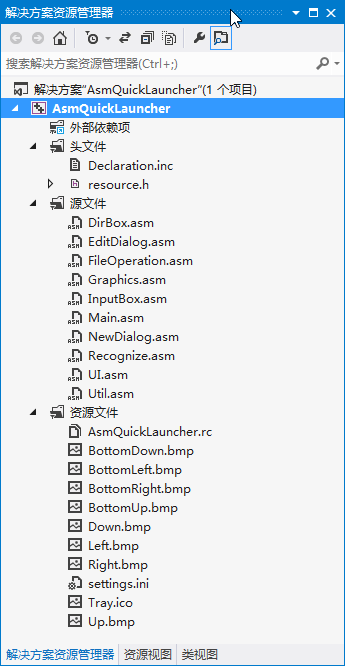 解决方案资源管理器
搜索解决方案资源管理器(Ctrl+;)
解决方案"AsmQuickLauncher"(1 个项目)
AsmQuickLauncher
外部依赖项
头文件
Declaration.inc
resource.h
源文件
DirBox.asm
EditDialog.asm
FileOperation.asm
Graphics.asm
InputBox.asm
Main.asm
NewDialog.asm
Recognize.asm
UI.asm
Util.asm
资源文件
AsmQuickLauncher.rc
BottomDown.bmp
BottomLeft.bmp
BottomRight.bmp
BottomUp.bmp
Down.bmp
Left.bmp
Right.bmp
settings.ini
Tray.ico
Up.bmp
解决方案资源管理器 资源视图 类视图